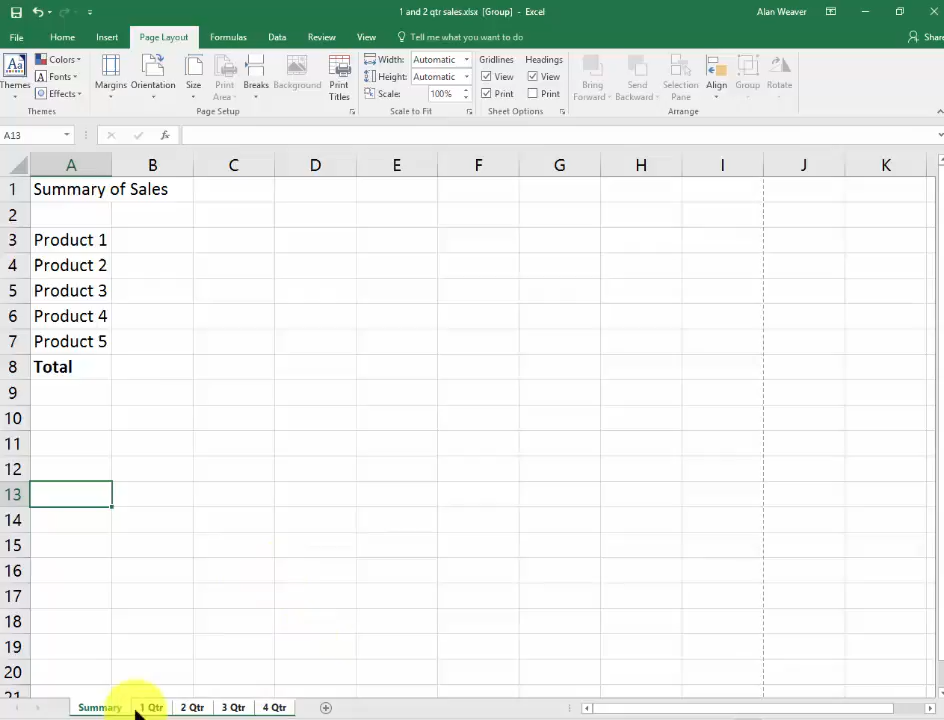 1 and 2 qtr sales.xlsx [Group] - Excel
Alan Weaver
File Home Insert Page Layout Formulas Data Review View Tell me what you want to do Share
Themes
Colors
Fonts
Effects
Themes
Margins
Orientation
Size
Print Area
Breaks
Background
Print Titles
Page Setup
Width: Automatic
Height: Automatic
Scale: 100%
Scale to Fit
Gridlines
View
Print
Headings
View
Print
Sheet Options
Bring Forward
Send Backward
Selection Pane
Align
Group
Rotate
Arrange
A13
fx
A B C D E F G H I J K
1 Summary of Sales
2
3 Product 1
4 Product 2
5 Product 3
6 Product 4
7 Product 5
8 Total
9
10
11
12
13
14
15
16
17
18
19
20
21
Summary 1 Qtr 2 Qtr 3 Qtr 4 Qtr